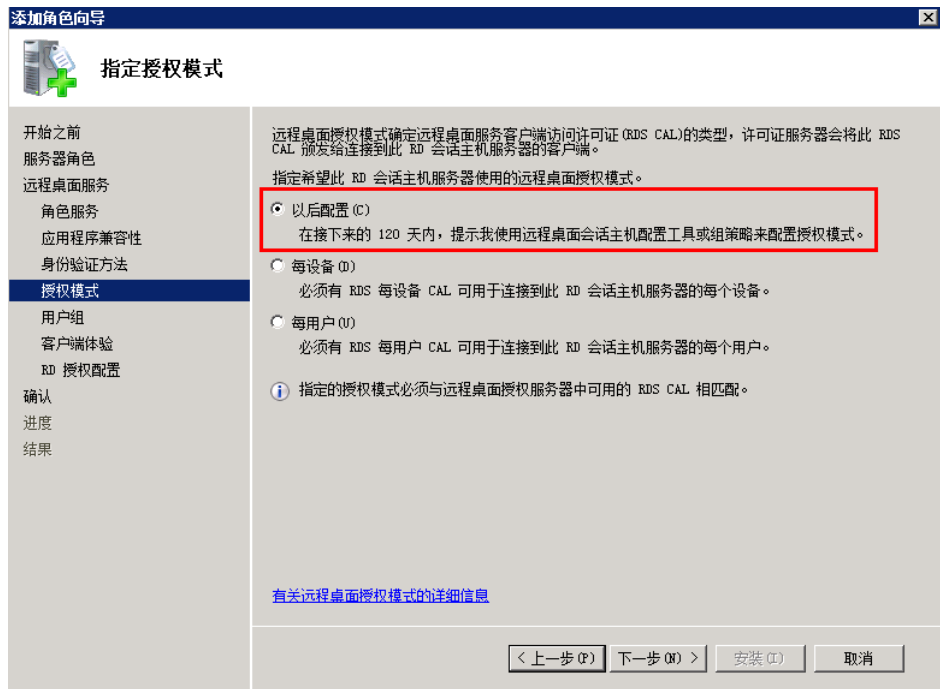 添加角色向导
指定授权模式
开始之前
服务器角色
远程桌面服务
角色服务
应用程序兼容性
身份验证方法
授权模式
用户组
客户端体验
RD 授权配置
确认
进度
结果
远程桌面授权模式确定远程桌面服务客户端访问许可证(RDS CAL)的类型，许可证服务器会将此 RDS
CAL 颁发给连接到此 RD 会话主机服务器的客户端。
指定希望此 RD 会话主机服务器使用的远程桌面授权模式。
以后配置(C)
在接下来的 120 天内，提示我使用远程桌面会话主机配置工具或组策略来配置授权模式。
每设备(D)
必须有 RDS 每设备 CAL 可用于连接到此 RD 会话主机服务器的每个设备。
每用户(U)
必须有 RDS 每用户 CAL 可用于连接到此 RD 会话主机服务器的每个用户。
指定的授权模式必须与远程桌面授权服务器中可用的 RDS CAL 相匹配。
有关远程桌面授权模式的详细信息
< 上一步(P) 下一步(N) > 安装(I) 取消